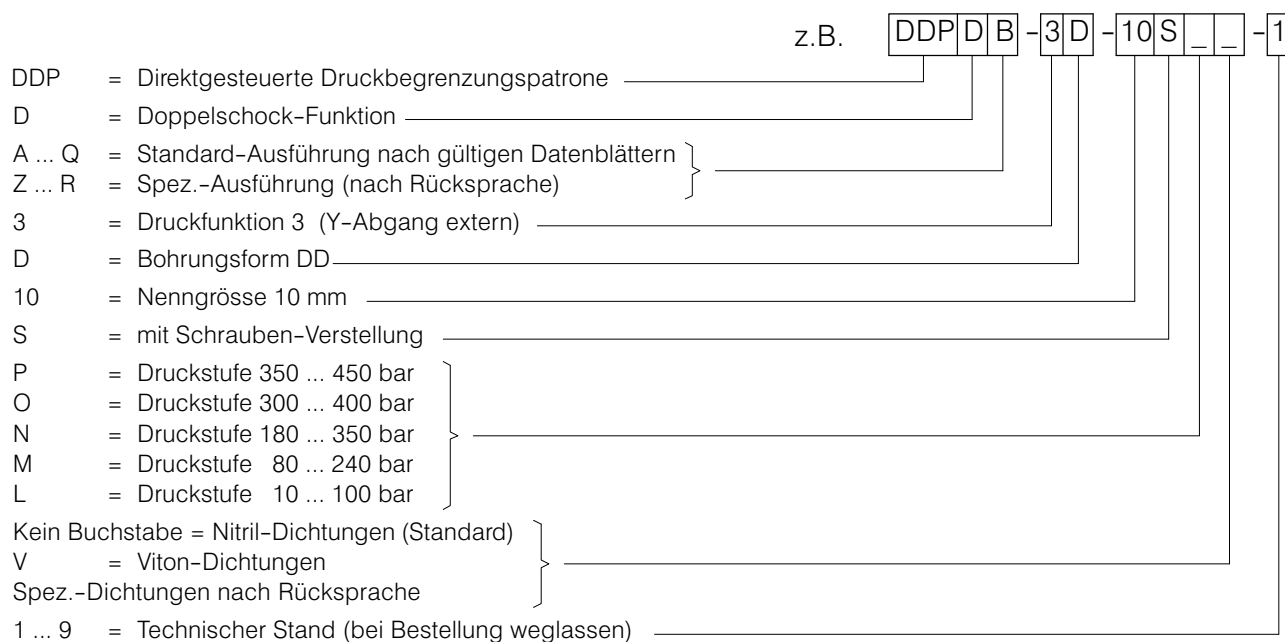 z.B. DDP D B -3 D -10 S _ _ -1
DDP = Direktgesteuerte Druckbegrenzungspatrone
D = Doppelschock-Funktion
A ... Q = Standard-Ausführung nach gültigen Datenblättern
Z ... R = Spez.-Ausführung (nach Rücksprache)
3 = Druckfunktion 3 (Y-Abgang extern)
D = Bohrungsform DD
10 = Nenngrösse 10 mm
S = mit Schrauben-Verstellung
P = Druckstufe 350 ... 450 bar
O = Druckstufe 300 ... 400 bar
N = Druckstufe 180 ... 350 bar
M = Druckstufe 80 ... 240 bar
L = Druckstufe 10 ... 100 bar
Kein Buchstabe = Nitril-Dichtungen (Standard)
V = Viton-Dichtungen
Spez.-Dichtungen nach Rücksprache
1 ... 9 = Technischer Stand (bei Bestellung weglassen)